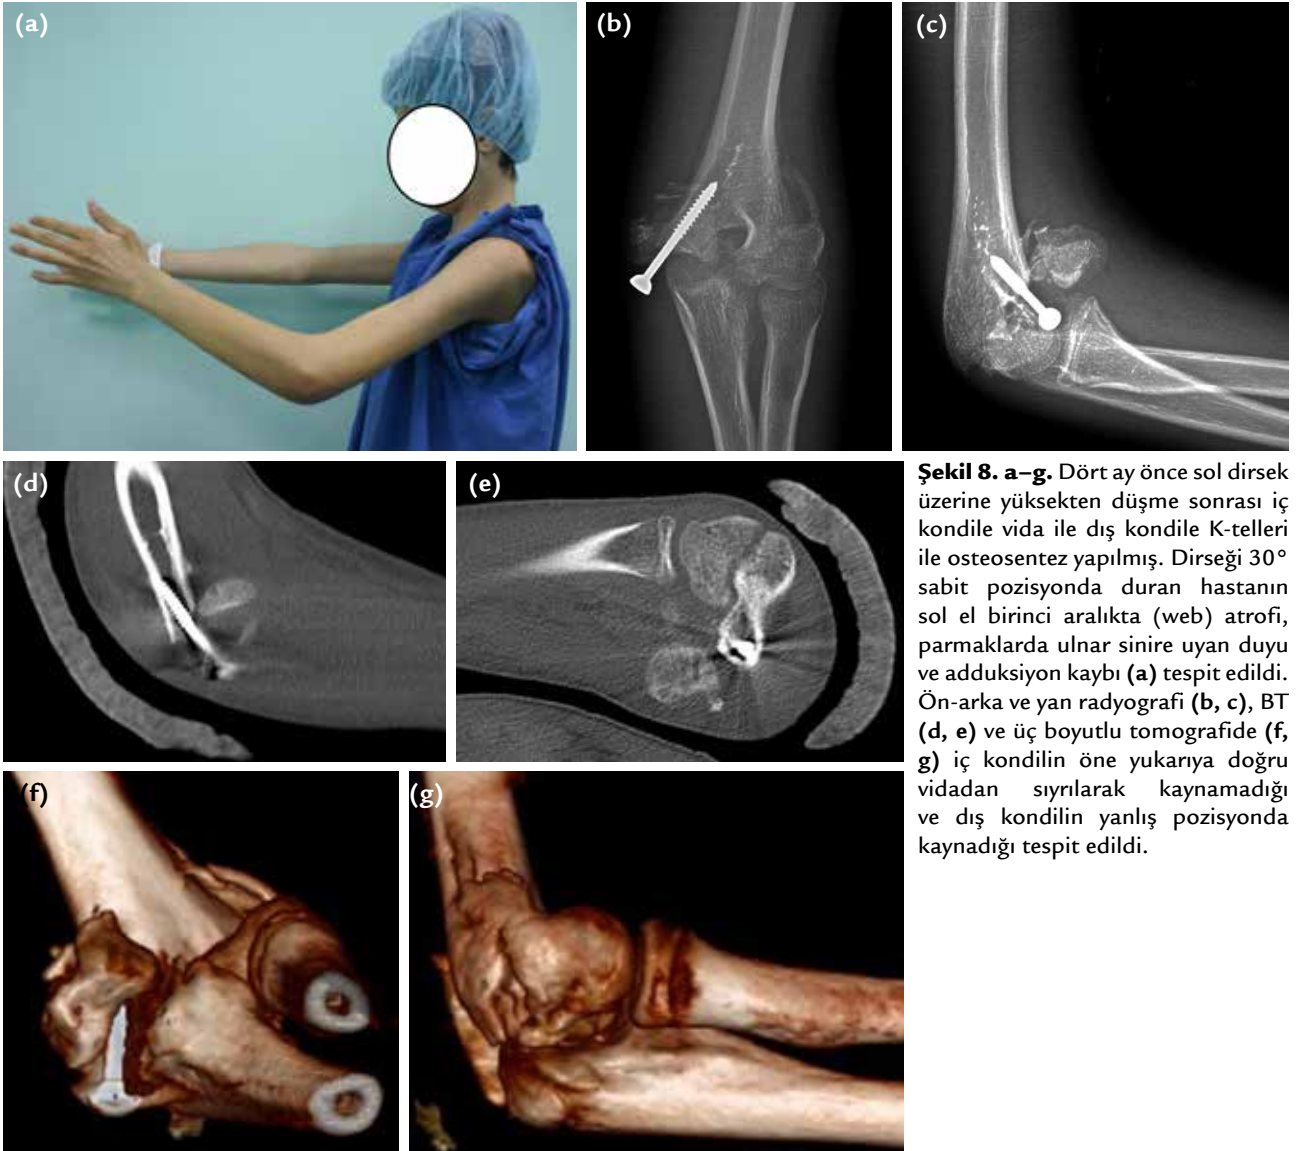 (a)
(b)
(c)
(d)
(e)
Şekil 8. a–g. Dört ay önce sol dirsek
üzerine yüksekten düşme sonrası iç
kondile vida ile dış kondile K-telleri
ile osteosentez yapılmış. Dirseği 30°
sabit pozisyonda duran hastanın
sol el birinci aralıkta (web) atrofi,
parmaklarda ulnar sinire uyan duyu
ve adduksiyon kaybı (a) tespit edildi.
Ön-arka ve yan radyografi (b, c), BT
(d, e) ve üç boyutlu tomografide (f,
g) iç kondilin öne yukarıya doğru
vidadan sıyrılarak kaynamadığı
ve dış kondilin yanlış pozisyonda
kaynadığı tespit edildi.
(f)
(g)